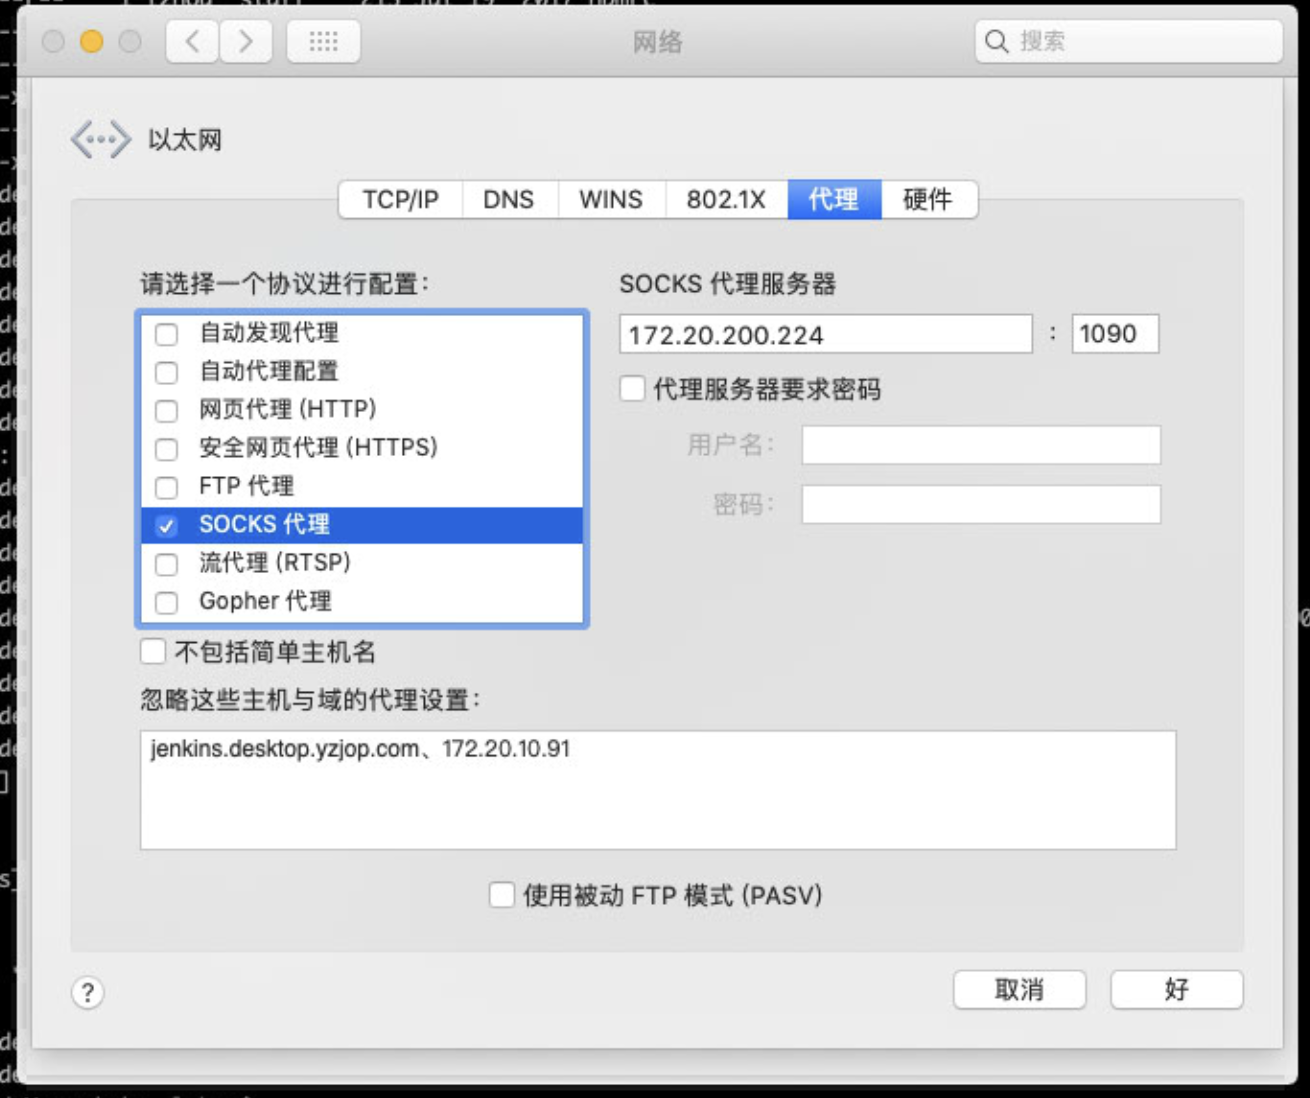 网络
搜索
以太网
TCP/IP DNS WINS 802.1X 代理 硬件
请选择一个协议进行配置：
自动发现代理
自动代理配置
网页代理 (HTTP)
安全网页代理 (HTTPS)
FTP 代理
SOCKS 代理
流代理 (RTSP)
Gopher 代理
SOCKS 代理服务器
172.20.200.224 : 1090
代理服务器要求密码
用户名：
密码：
不包括简单主机名
忽略这些主机与域的代理设置：
jenkins.desktop.yzjop.com、172.20.10.91
使用被动 FTP 模式 (PASV)
?
取消
好